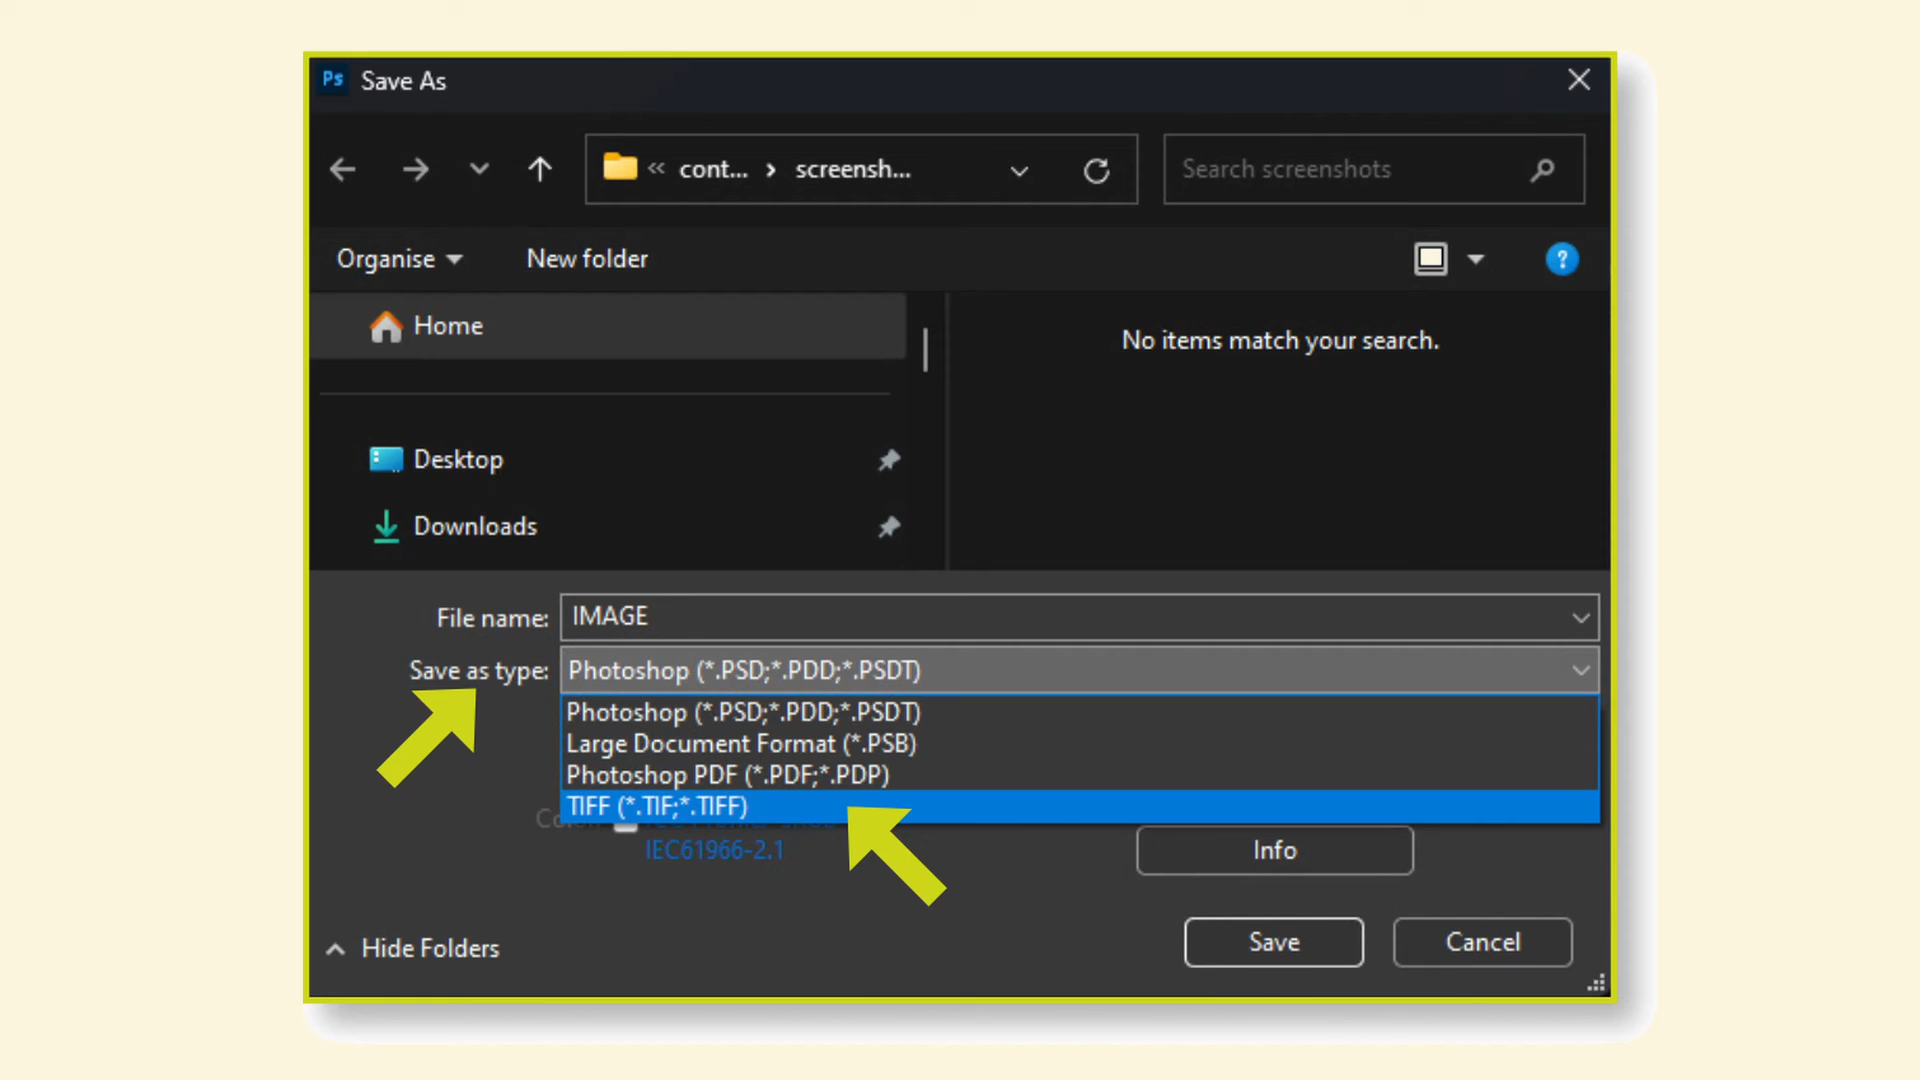 Ps Save As
« cont... › screensh...
Search screenshots
Organise
New folder
?
Home
No items match your search.
Desktop
Downloads
File name: IMAGE
Save as type: Photoshop (*.PSD;*.PDD;*.PSDT)
Photoshop (*.PSD;*.PDD;*.PSDT)
Large Document Format (*.PSB)
Photoshop PDF (*.PDF;*.PDP)
TIFF (*.TIF;*.TIFF)
IEC61966-2.1
Info
Hide Folders
Save
Cancel